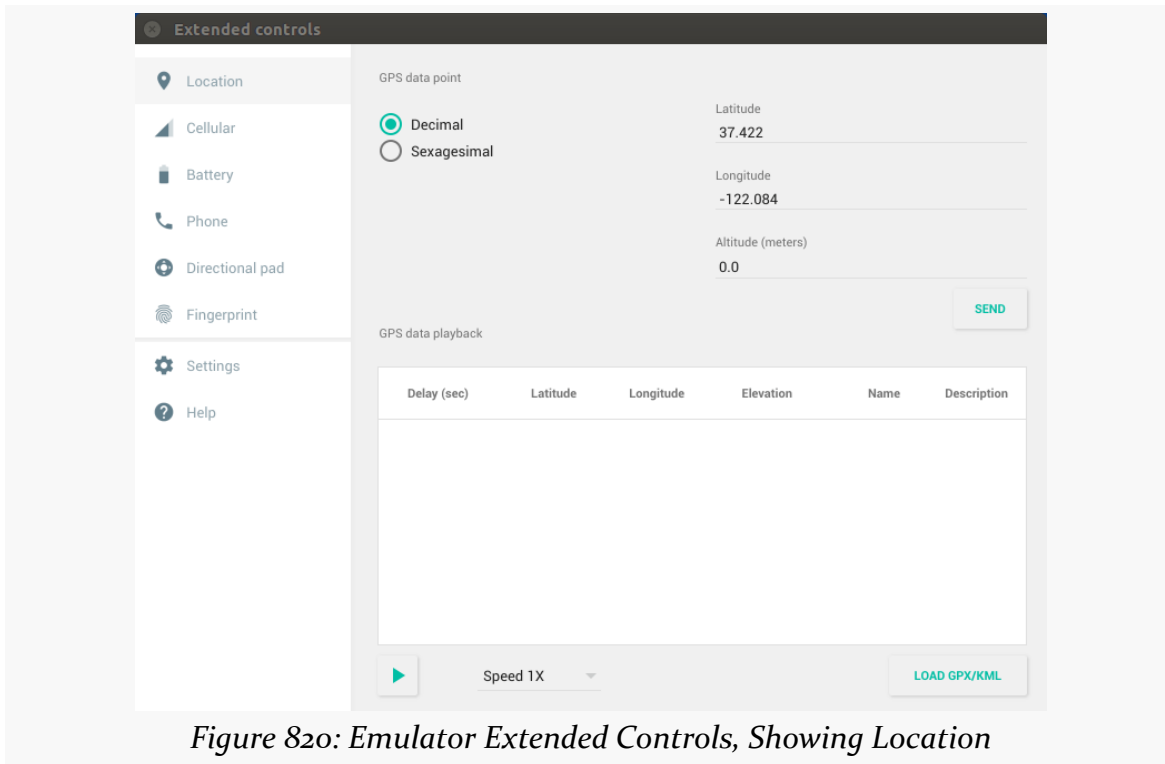 Extended controls
Location
Cellular
Battery
Phone
Directional pad
Fingerprint
Settings
Help
GPS data point
Decimal
Sexagesimal
Latitude
37.422
Longitude
-122.084
Altitude (meters)
0.0
SEND
GPS data playback
Delay (sec) Latitude Longitude Elevation Name Description
Speed 1X
LOAD GPX/KML
Figure 820: Emulator Extended Controls, Showing Location